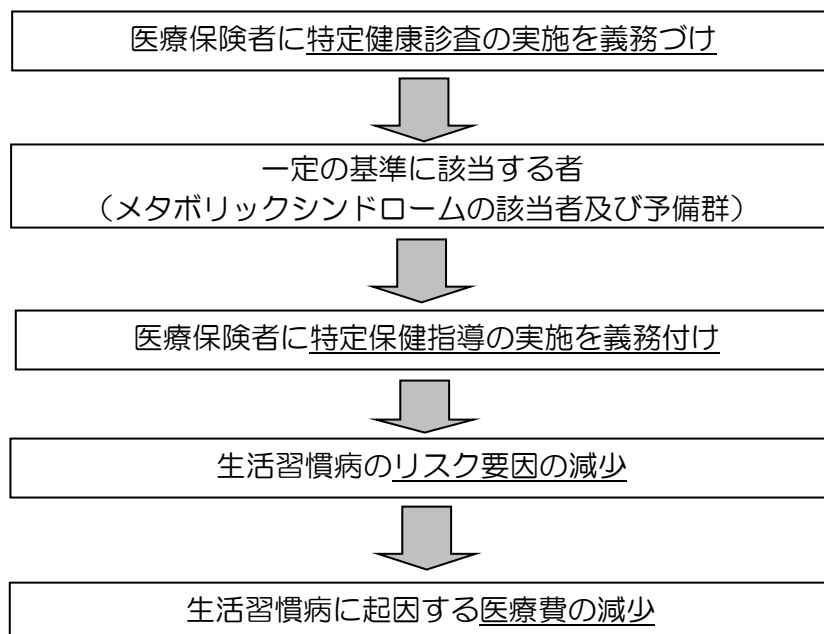 医療保険者に特定健康診査の実施を義務づけ
一定の基準に該当する者
（メタボリックシンドロームの該当者及び予備群）
医療保険者に特定保健指導の実施を義務付け
生活習慣病のリスク要因の減少
生活習慣病に起因する医療費の減少